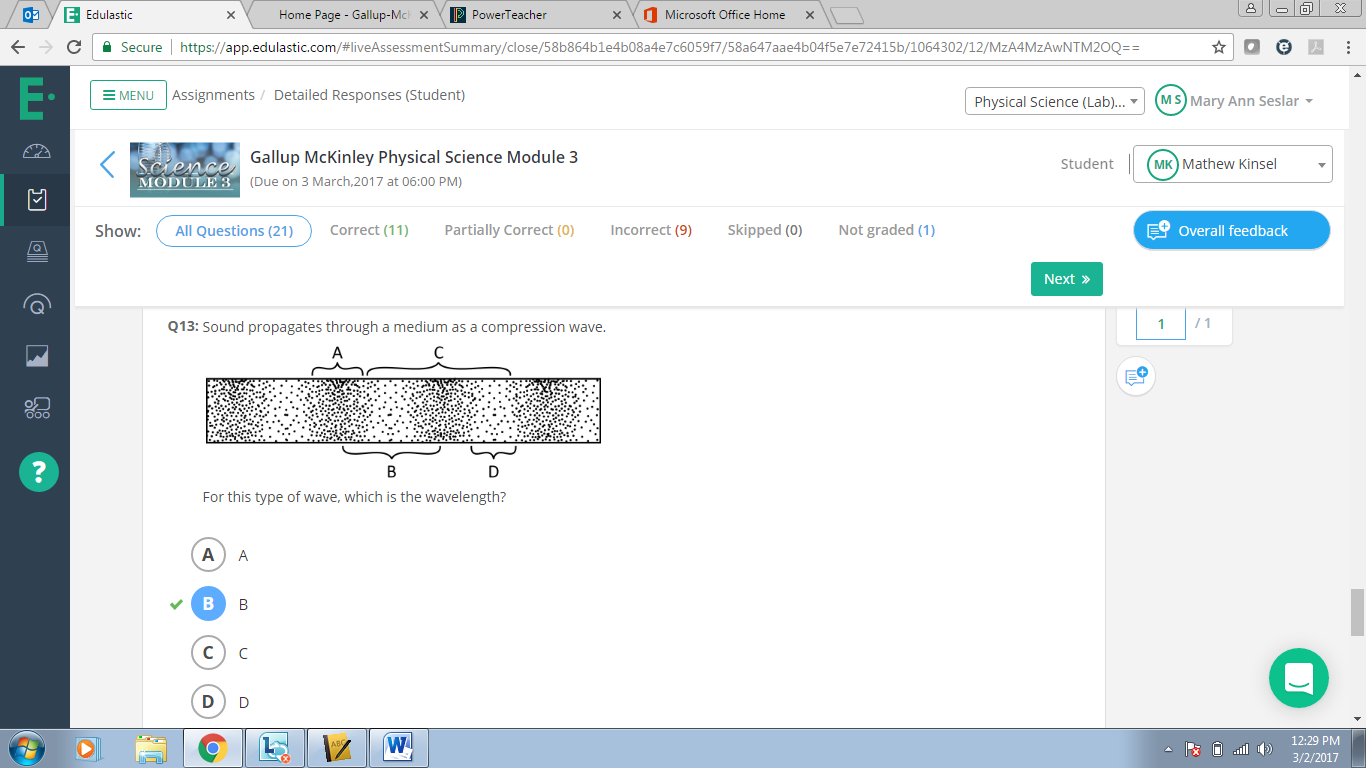 Edulastic
Home Page - Gallup-McK
PowerTeacher
Microsoft Office Home
Secure
https://app.edulastic.com/#liveAssessmentSummary/close/58b864b1e4b08a4e7c6059f7/58a647aae4b04f5e7e72415b/1064302/12/MzA4MzAwNTM2OQ==
E
MENU
Assignments / Detailed Responses (Student)
Physical Science (Lab)...
M S
Mary Ann Seslar
Science
MODULE 3
Gallup McKinley Physical Science Module 3
(Due on 3 March,2017 at 06:00 PM)
Student
MK
Mathew Kinsel
Show:
All Questions (21)
Correct (11)
Partially Correct (0)
Incorrect (9)
Skipped (0)
Not graded (1)
Overall feedback
Next »
1
/ 1
Q13: Sound propagates through a medium as a compression wave.
A
C
B
D
For this type of wave, which is the wavelength?
A A
B B
C C
D D
?
ABC
W
12:29 PM
3/2/2017